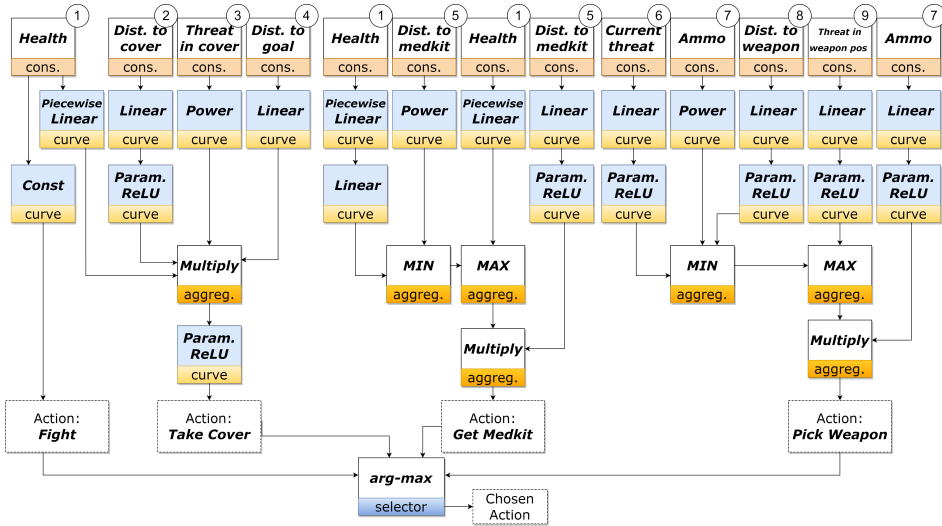 1
2
3
4
1
5
1
5
6
7
8
9
7
Health
cons.
Dist. to
cover
cons.
Threat
in cover
cons.
Dist. to
goal
cons.
Health
cons.
Dist. to
medkit
cons.
Health
cons.
Dist. to
medkit
cons.
Current
threat
cons.
Ammo
cons.
Dist. to
weapon
cons.
Threat in
weapon pos
cons.
Ammo
cons.
Piecewise
Linear
curve
Linear
curve
Power
curve
Linear
curve
Piecewise
Linear
curve
Power
curve
Piecewise
Linear
curve
Linear
curve
Linear
curve
Power
curve
Linear
curve
Linear
curve
Linear
curve
Const
curve
Param.
ReLU
curve
Linear
curve
Param.
ReLU
curve
Param.
ReLU
curve
Param.
ReLU
curve
Param.
ReLU
curve
Param.
ReLU
curve
Multiply
aggreg.
MIN
aggreg.
MAX
aggreg.
MIN
aggreg.
MAX
aggreg.
Param.
ReLU
curve
Multiply
aggreg.
Multiply
aggreg.
Action:
Fight
Action:
Take Cover
Action:
Get Medkit
Action:
Pick Weapon
arg-max
selector
Chosen
Action